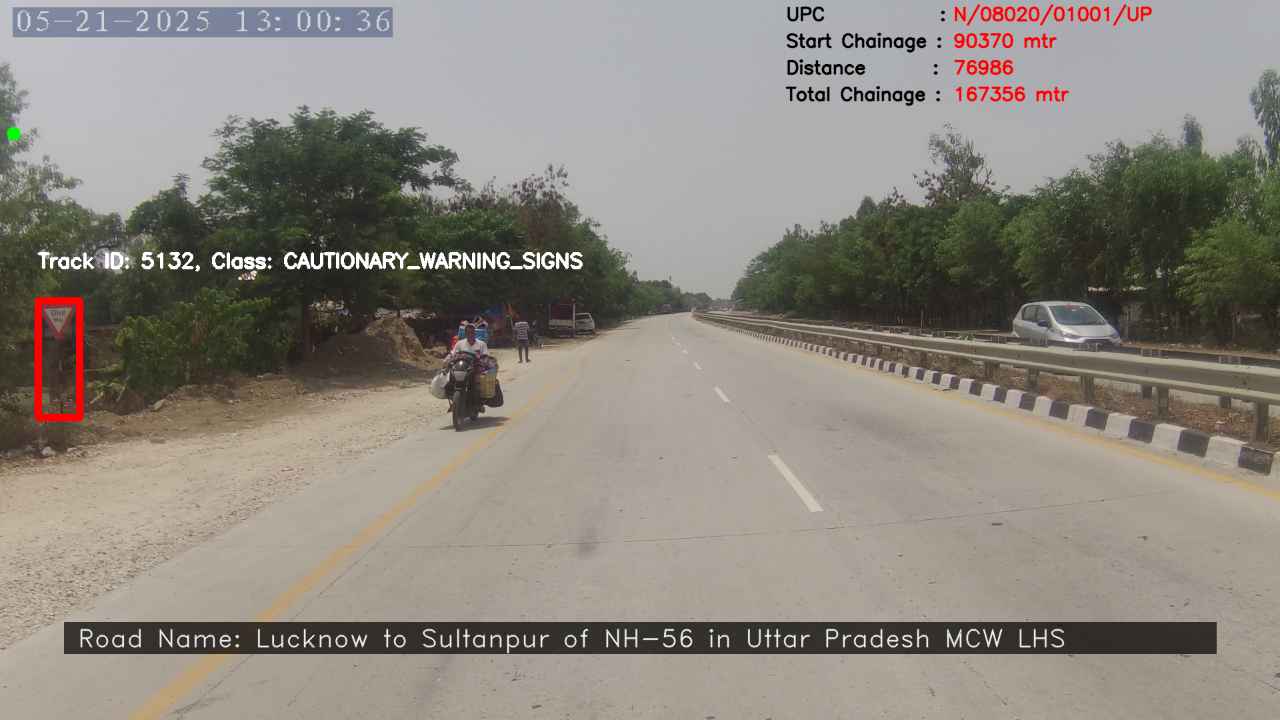 05-21-2025 13:00:36
UPC : N/08020/01001/UP
Start Chainage : 90370 mtr
Distance : 76986
Total Chainage : 167356 mtr
Track ID: 5132, Class: CAUTIONARY_WARNING_SIGNS
Road Name: Lucknow to Sultanpur of NH-56 in Uttar Pradesh MCW LHS